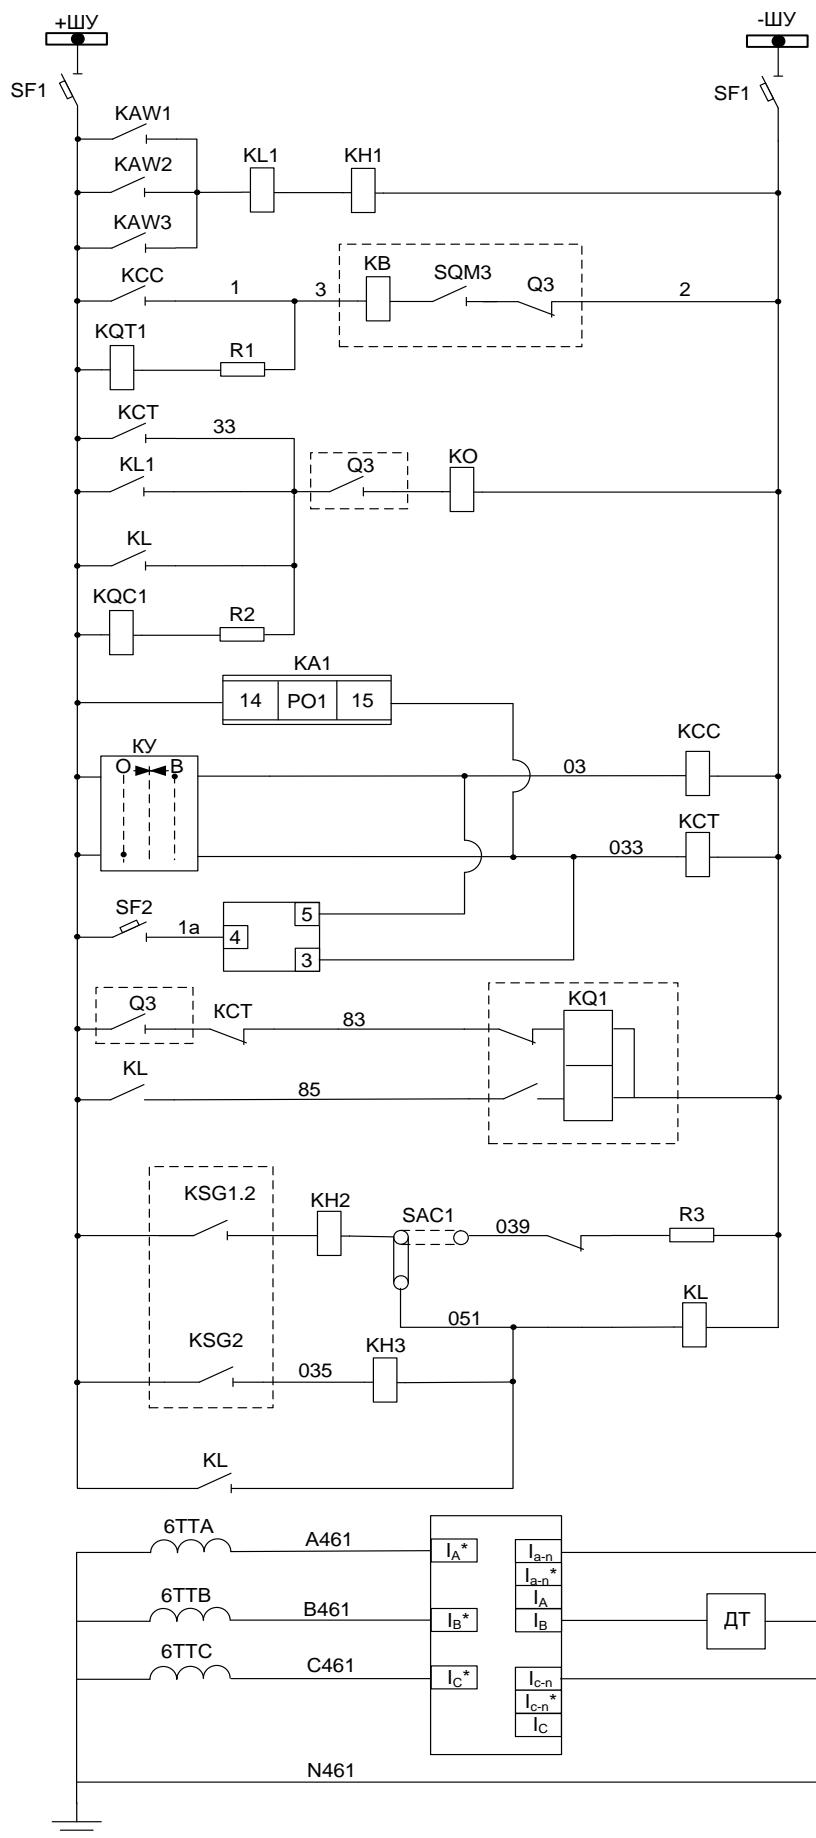 +ШУ -ШУ
SF1 SF1
KAW1
KAW2 KL1 KH1
KAW3
KCC 1 3 KB SQM3 Q3 2
KQT1 R1
KCT 33
KL1 Q3 KO
KL
KQC1 R2
KA1
14 PO1 15
КУ KCC
О В 03
KCT
033
SF2 1а 5
4
3
Q3 КСТ 83 KQ1
KL 85
KSG1.2 KH2 SAC1 039 R3
051 KL
KSG2 035 KH3
KL
6TTA A461 IA* Ia-n
Ia-n*
IA
6TTB B461 IB* IB ДТ
6TTC C461 IC* Ic-n
Ic-n*
IC
N461